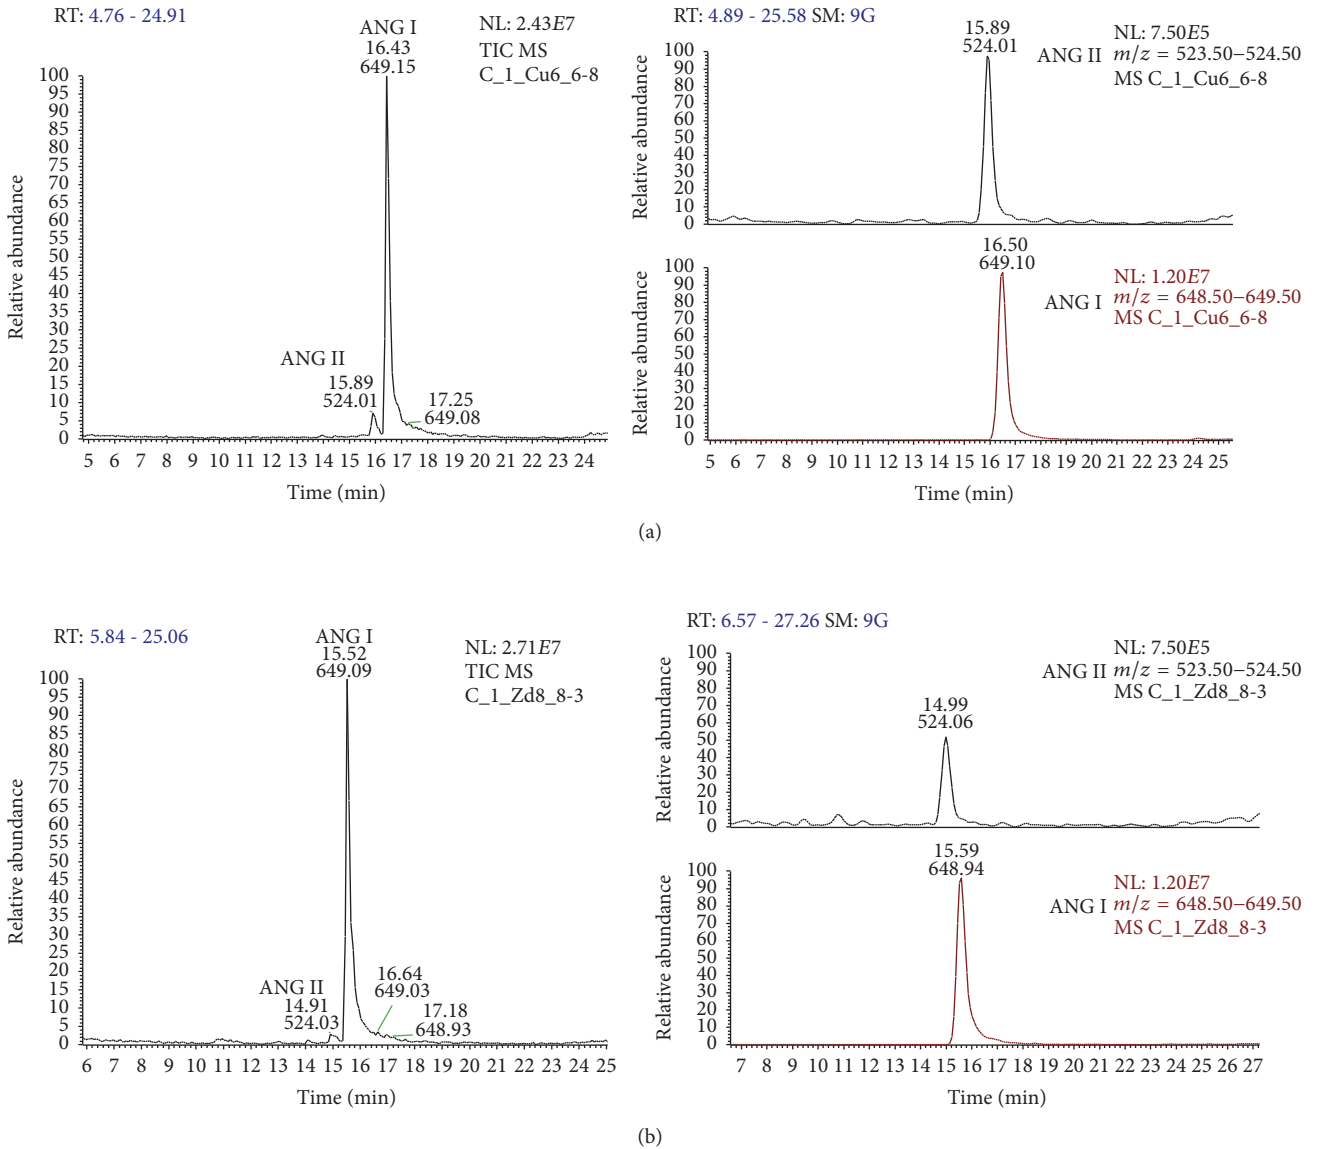 RT: 4.76 - 24.91
ANG I
16.43
649.15
NL: 2.43E7
TIC MS
C_1_Cu6_6-8
100
95
90
85
80
75
70
65
60
55
50
45
40
35
30
25
20
15
10
5
0
Relative abundance
ANG II
15.89
524.01
17.25
649.08
5 6 7 8 9 10 11 12 13 14 15 16 17 18 19 20 21 22 23 24
Time (min)
RT: 4.89 - 25.58 SM: 9G
15.89
524.01
ANG II
NL: 7.50E5
m/z = 523.50−524.50
MS C_1_Cu6_6-8
100
90
80
70
60
50
40
30
20
10
0
Relative abundance
16.50
649.10
ANG I
NL: 1.20E7
m/z = 648.50−649.50
MS C_1_Cu6_6-8
100
90
80
70
60
50
40
30
20
10
0
Relative abundance
5 6 7 8 9 10 11 12 13 14 15 16 17 18 19 20 21 22 23 24 25
Time (min)
(a)
RT: 5.84 - 25.06
ANG I
15.52
649.09
NL: 2.71E7
TIC MS
C_1_Zd8_8-3
100
95
90
85
80
75
70
65
60
55
50
45
40
35
30
25
20
15
10
5
0
Relative abundance
ANG II
14.91
524.03
16.64
649.03
17.18
648.93
6 7 8 9 10 11 12 13 14 15 16 17 18 19 20 21 22 23 24 25
Time (min)
RT: 6.57 - 27.26 SM: 9G
14.99
524.06
ANG II
NL: 7.50E5
m/z = 523.50−524.50
MS C_1_Zd8_8-3
100
90
80
70
60
50
40
30
20
10
0
Relative abundance
15.59
648.94
ANG I
NL: 1.20E7
m/z = 648.50−649.50
MS C_1_Zd8_8-3
100
90
80
70
60
50
40
30
20
10
0
Relative abundance
7 8 9 10 11 12 13 14 15 16 17 18 19 20 21 22 23 24 25 26 27
Time (min)
(b)